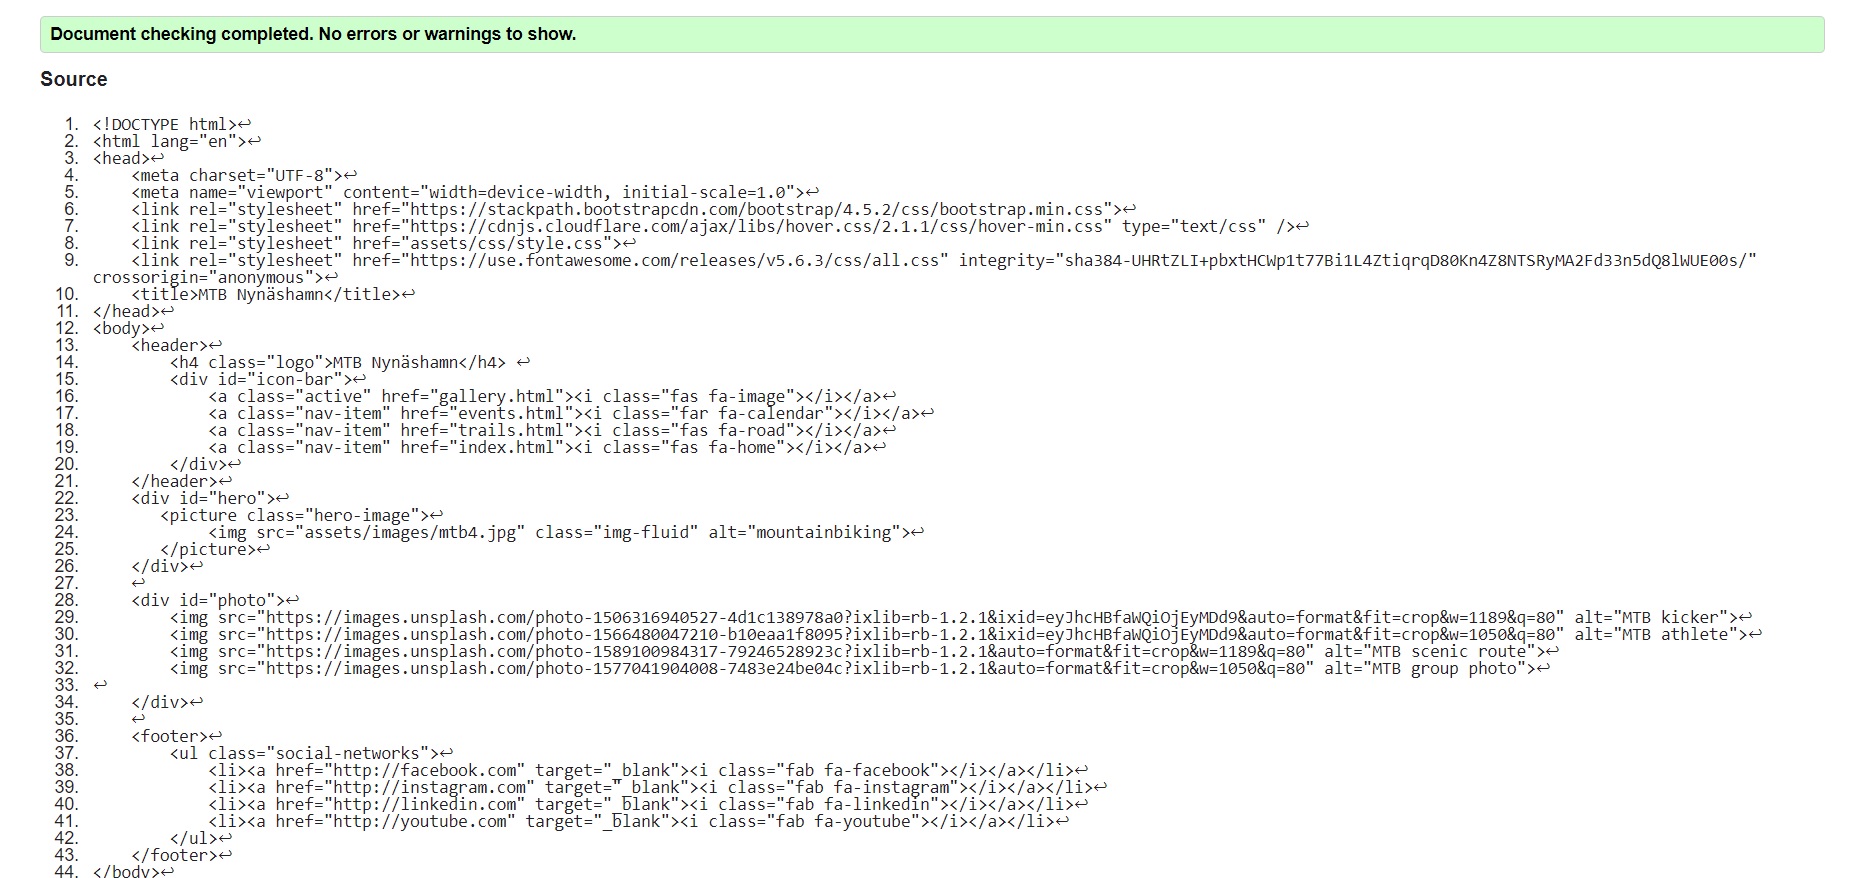 Document checking completed. No errors or warnings to show.
Source
1. <!DOCTYPE html>↩
2. <html lang="en">↩
3. <head>↩
4.     <meta charset="UTF-8">↩
5.     <meta name="viewport" content="width=device-width, initial-scale=1.0">↩
6.     <link rel="stylesheet" href="https://stackpath.bootstrapcdn.com/bootstrap/4.5.2/css/bootstrap.min.css">↩
7.     <link rel="stylesheet" href="https://cdnjs.cloudflare.com/ajax/libs/hover.css/2.1.1/css/hover-min.css" type="text/css" />↩
8.     <link rel="stylesheet" href="assets/css/style.css">↩
9.     <link rel="stylesheet" href="https://use.fontawesome.com/releases/v5.6.3/css/all.css" integrity="sha384-UHRtZLI+pbxtHCWp1t77Bi1L4ZtiqrqD80Kn4Z8NTSRyMA2Fd33n5dQ8lWUE00s/"
crossorigin="anonymous">↩
10.     <title>MTB Nynäshamn</title>↩
11. </head>↩
12. <body>↩
13.     <header>↩
14.         <h4 class="logo">MTB Nynäshamn</h4> ↩
15.         <div id="icon-bar">↩
16.             <a class="active" href="gallery.html"><i class="fas fa-image"></i></a>↩
17.             <a class="nav-item" href="events.html"><i class="far fa-calendar"></i></a>↩
18.             <a class="nav-item" href="trails.html"><i class="fas fa-road"></i></a>↩
19.             <a class="nav-item" href="index.html"><i class="fas fa-home"></i></a>↩
20.         </div>↩
21.     </header>↩
22.     <div id="hero">↩
23.        <picture class="hero-image">↩
24.             <img src="assets/images/mtb4.jpg" class="img-fluid" alt="mountainbiking">↩
25.        </picture>↩
26.     </div>↩
27.     ↩
28.     <div id="photo">↩
29.         <img src="https://images.unsplash.com/photo-1506316940527-4d1c138978a0?ixlib=rb-1.2.1&ixid=eyJhcHBfaWQiOjEyMDd9&auto=format&fit=crop&w=1189&q=80" alt="MTB kicker">↩
30.         <img src="https://images.unsplash.com/photo-1566480047210-b10eaa1f8095?ixlib=rb-1.2.1&ixid=eyJhcHBfaWQiOjEyMDd9&auto=format&fit=crop&w=1050&q=80" alt="MTB athlete">↩
31.         <img src="https://images.unsplash.com/photo-1589100984317-79246528923c?ixlib=rb-1.2.1&auto=format&fit=crop&w=1189&q=80" alt="MTB scenic route">↩
32.         <img src="https://images.unsplash.com/photo-1577041904008-7483e24be04c?ixlib=rb-1.2.1&auto=format&fit=crop&w=1050&q=80" alt="MTB group photo">↩
33. ↩
34.     </div>↩
35.     ↩
36.     <footer>↩
37.         <ul class="social-networks">↩
38.             <li><a href="http://facebook.com" target="_blank"><i class="fab fa-facebook"></i></a></li>↩
39.             <li><a href="http://instagram.com" target="_blank"><i class="fab fa-instagram"></i></a></li>↩
40.             <li><a href="http://linkedin.com" target="_blank"><i class="fab fa-linkedin"></i></a></li>↩
41.             <li><a href="http://youtube.com" target="_blank"><i class="fab fa-youtube"></i></a></li>↩
42.         </ul>↩
43.     </footer>↩
44. </body>↩